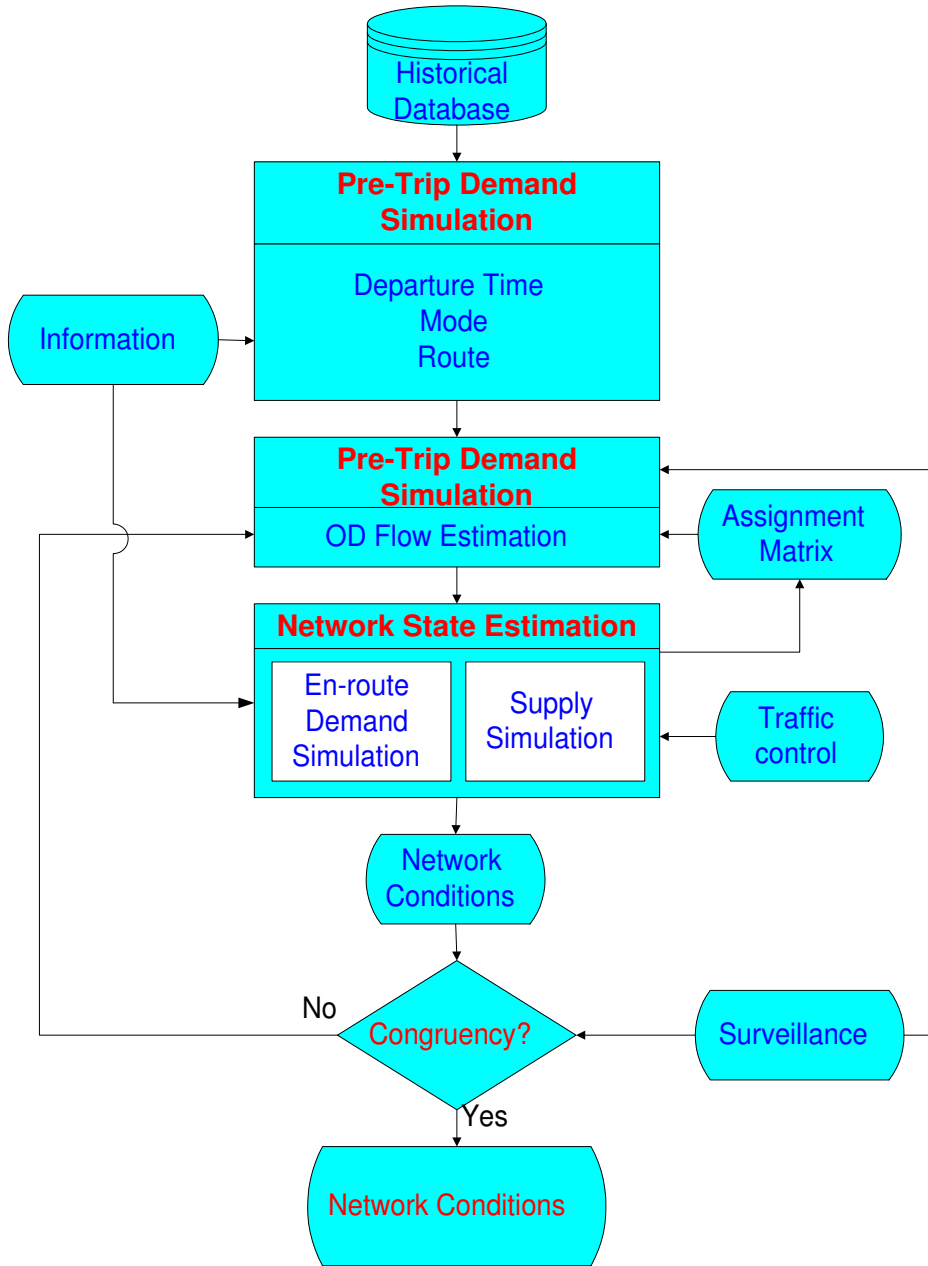 Historical
Database
Pre-Trip Demand
Simulation
Departure Time
Mode
Route
Information
Pre-Trip Demand
Simulation
OD Flow Estimation
Assignment
Matrix
Network State Estimation
En-route
Demand
Simulation
Supply
Simulation
Traffic
control
Network
Conditions
No
Congruency?
Surveillance
Yes
Network Conditions